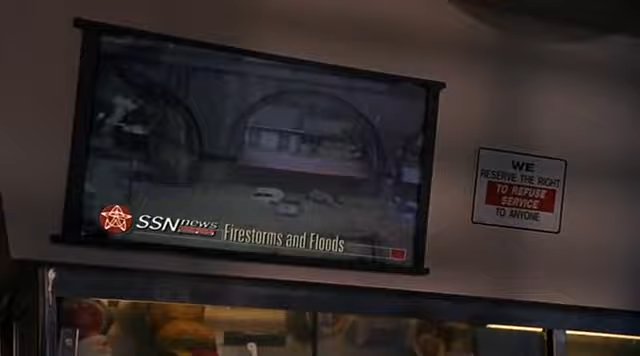 SSN news
Firestorms and Floods
WE
RESERVE THE RIGHT
TO REFUSE
SERVICE
TO ANYONE